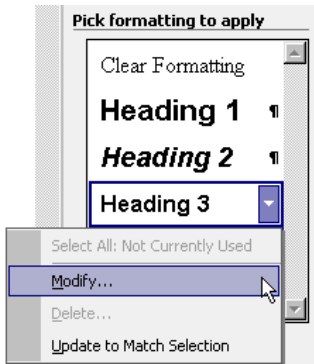 Pick formatting to apply
Clear Formatting
Heading 1 ¶
Heading 2 ¶
Heading 3
Select All: Not Currently Used
Modify...
Delete...
Update to Match Selection